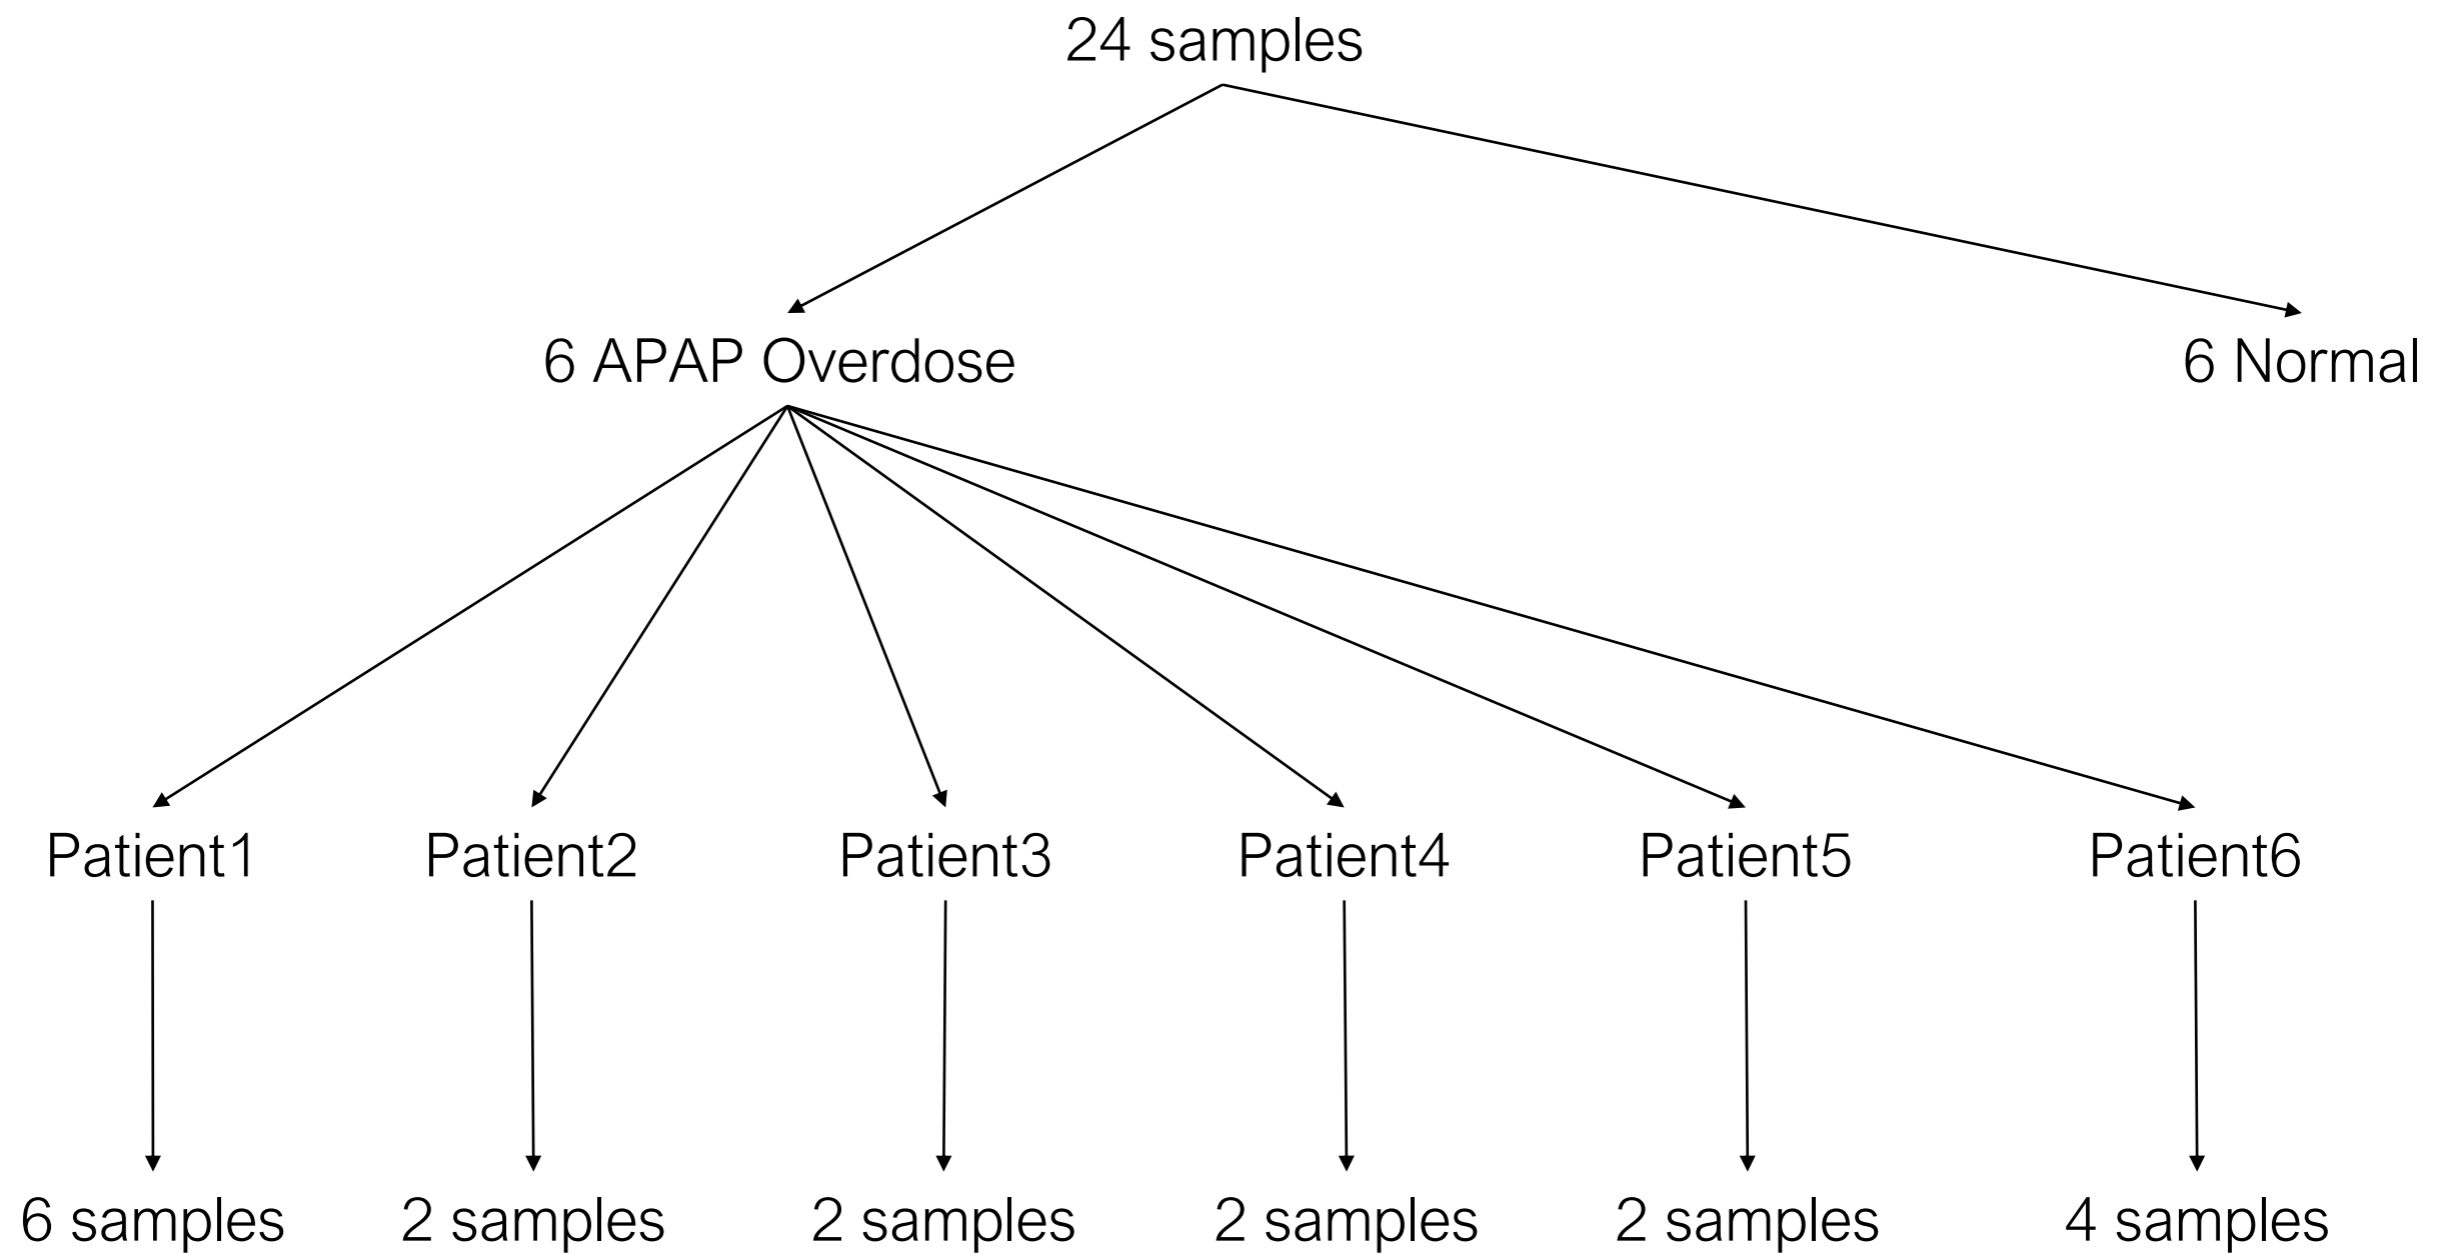 24 samples
6 APAP Overdose
6 Normal
Patient1
Patient2
Patient3
Patient4
Patient5
Patient6
6 samples
2 samples
2 samples
2 samples
2 samples
4 samples